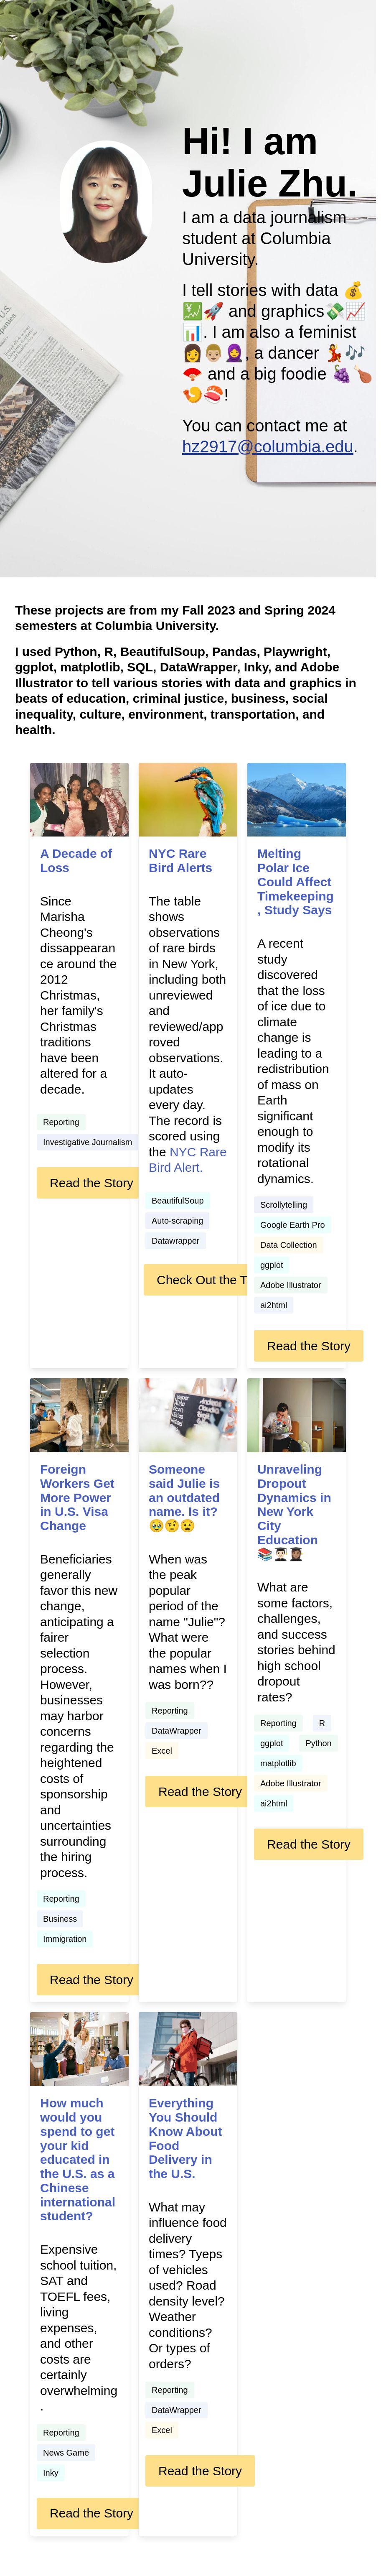 Hi! I am
Julie Zhu.
I am a data journalism
student at Columbia
University.
I tell stories with data 💰
💹🚀 and graphics💸📈
📊. I am also a feminist
👩👨🏼🧕, a dancer 💃🎶
🪭 and a big foodie 🍇🍗
🍤🍣!
You can contact me at
hz2917@columbia.edu.
These projects are from my Fall 2023 and Spring 2024
semesters at Columbia University.
I used Python, R, BeautifulSoup, Pandas, Playwright,
ggplot, matplotlib, SQL, DataWrapper, Inky, and Adobe
Illustrator to tell various stories with data and graphics in
beats of education, criminal justice, business, social
inequality, culture, environment, transportation, and
health.
A Decade of
Loss
Since
Marisha
Cheong's
dissappearan
ce around the
2012
Christmas,
her family's
Christmas
traditions
have been
altered for a
decade.
Reporting
Investigative Journalism
Read the Story
NYC Rare
Bird Alerts
The table
shows
observations
of rare birds
in New York,
including both
unreviewed
and
reviewed/app
roved
observations.
It auto-
updates
every day.
The record is
scored using
the NYC Rare
Bird Alert.
BeautifulSoup
Auto-scraping
Datawrapper
Check Out the Ta
Melting
Polar Ice
Could Affect
Timekeeping
, Study Says
A recent
study
discovered
that the loss
of ice due to
climate
change is
leading to a
redistribution
of mass on
Earth
significant
enough to
modify its
rotational
dynamics.
Scrollytelling
Google Earth Pro
Data Collection
ggplot
Adobe Illustrator
ai2html
Read the Story
Foreign
Workers Get
More Power
in U.S. Visa
Change
Beneficiaries
generally
favor this new
change,
anticipating a
fairer
selection
process.
However,
businesses
may harbor
concerns
regarding the
heightened
costs of
sponsorship
and
uncertainties
surrounding
the hiring
process.
Reporting
Business
Immigration
Read the Story
Someone
said Julie is
an outdated
name. Is it?
🥹🤨😧
When was
the peak
popular
period of the
name "Julie"?
What were
the popular
names when I
was born??
Reporting
DataWrapper
Excel
Read the Story
Unraveling
Dropout
Dynamics in
New York
City
Education
📚👨🏻‍🎓👩🏾‍🎓
What are
some factors,
challenges,
and success
stories behind
high school
dropout
rates?
Reporting R
ggplot Python
matplotlib
Adobe Illustrator
ai2html
Read the Story
How much
would you
spend to get
your kid
educated in
the U.S. as a
Chinese
international
student?
Expensive
school tuition,
SAT and
TOEFL fees,
living
expenses,
and other
costs are
certainly
overwhelming
.
Reporting
News Game
Inky
Read the Story
Everything
You Should
Know About
Food
Delivery in
the U.S.
What may
influence food
delivery
times? Tyeps
of vehicles
used? Road
density level?
Weather
conditions?
Or types of
orders?
Reporting
DataWrapper
Excel
Read the Story